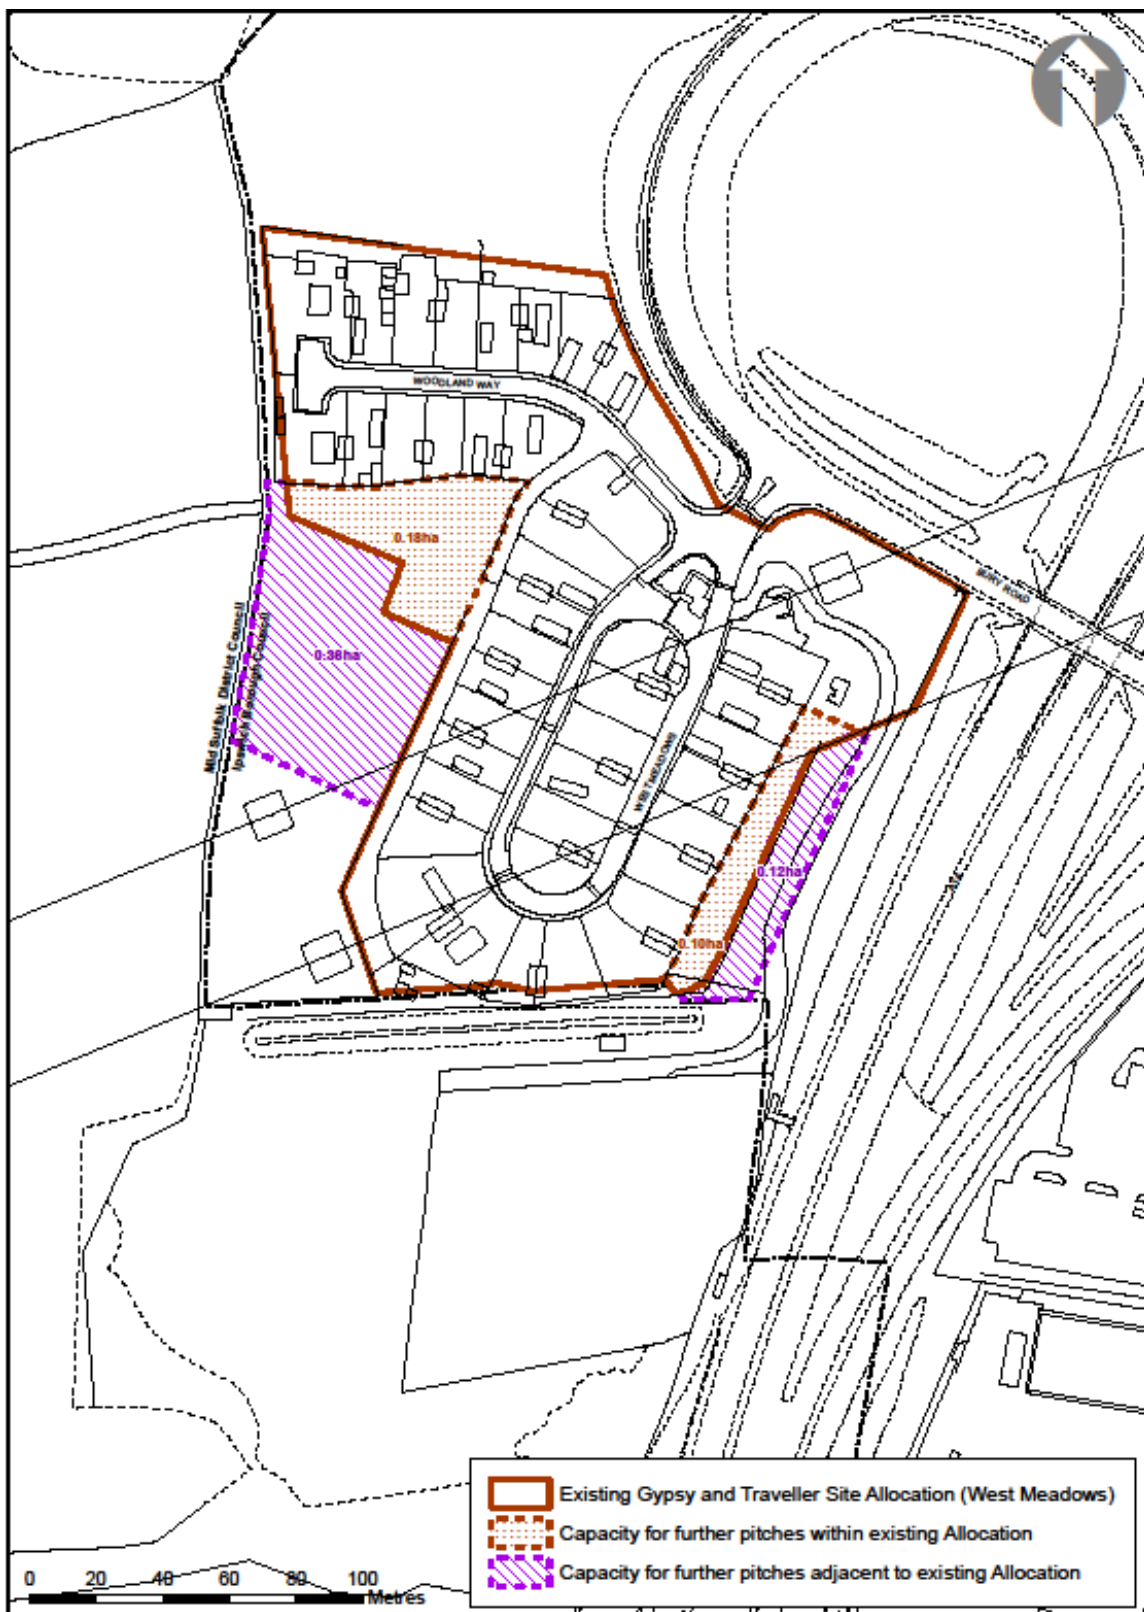 WOODLAND WAY
0.18ha
BURY ROAD
Mid Suffolk District Council
Ipswich Borough Council
0.38ha
WEST MEADOWS
0.12ha
A14
0.10ha
Existing Gypsy and Traveller Site Allocation (West Meadows)
Capacity for further pitches within existing Allocation
Capacity for further pitches adjacent to existing Allocation
0 20 40 60 80 100
Metres